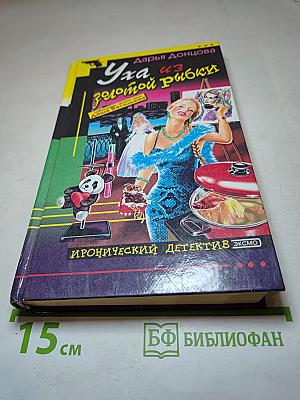 Дарья Донцова
Уха из
золотой рыбки
ИРОНИЧЕСКИЙ ДЕТЕКТИВ
ЭКСМО
15 см
БФ БИБЛИОФАН